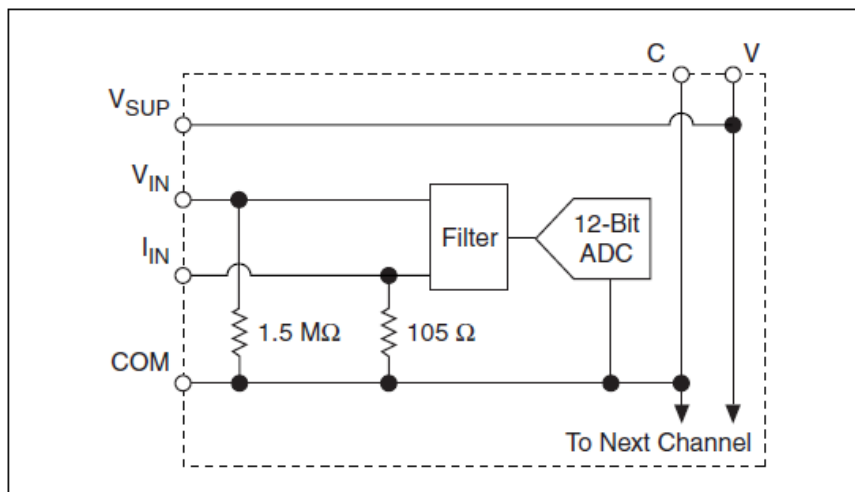 C V
V_SUP
V_IN
I_IN
Filter
12-Bit
ADC
1.5 MΩ
105 Ω
COM
To Next Channel